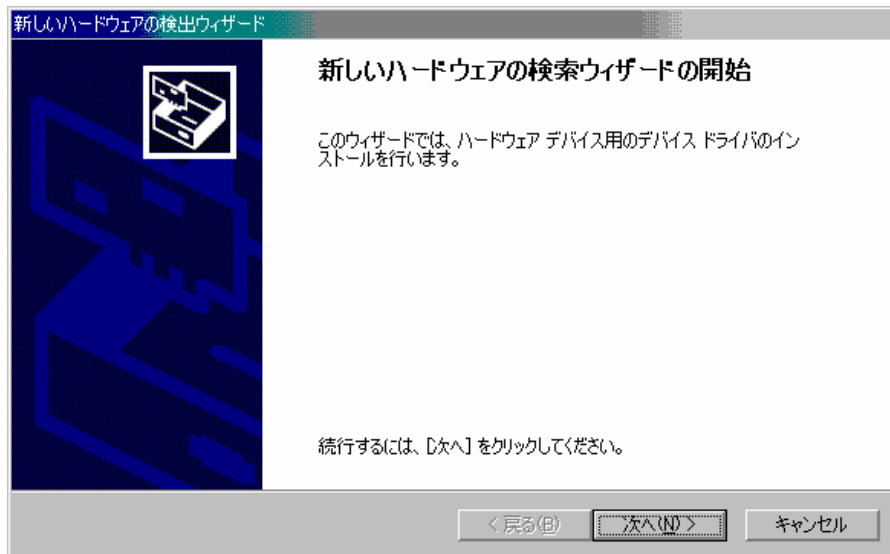 新しいハードウェアの検出ウィザード
新しいハードウェアの検索ウィザードの開始
このウィザードでは、ハードウェア デバイス用のデバイス ドライバのイン
ストールを行います。
続行するには、[次へ] をクリックしてください。
< 戻る(B)
次へ(N) >
キャンセル